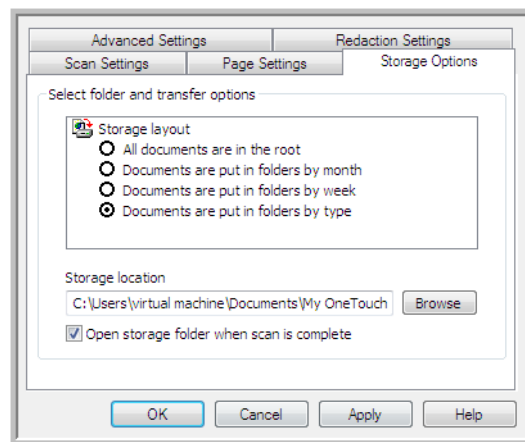 Advanced Settings Redaction Settings
Scan Settings Page Settings Storage Options
Select folder and transfer options
Storage layout
All documents are in the root
Documents are put in folders by month
Documents are put in folders by week
Documents are put in folders by type
Storage location
C:\Users\virtual machine\Documents\My OneTouch Browse
Open storage folder when scan is complete
OK Cancel Apply Help